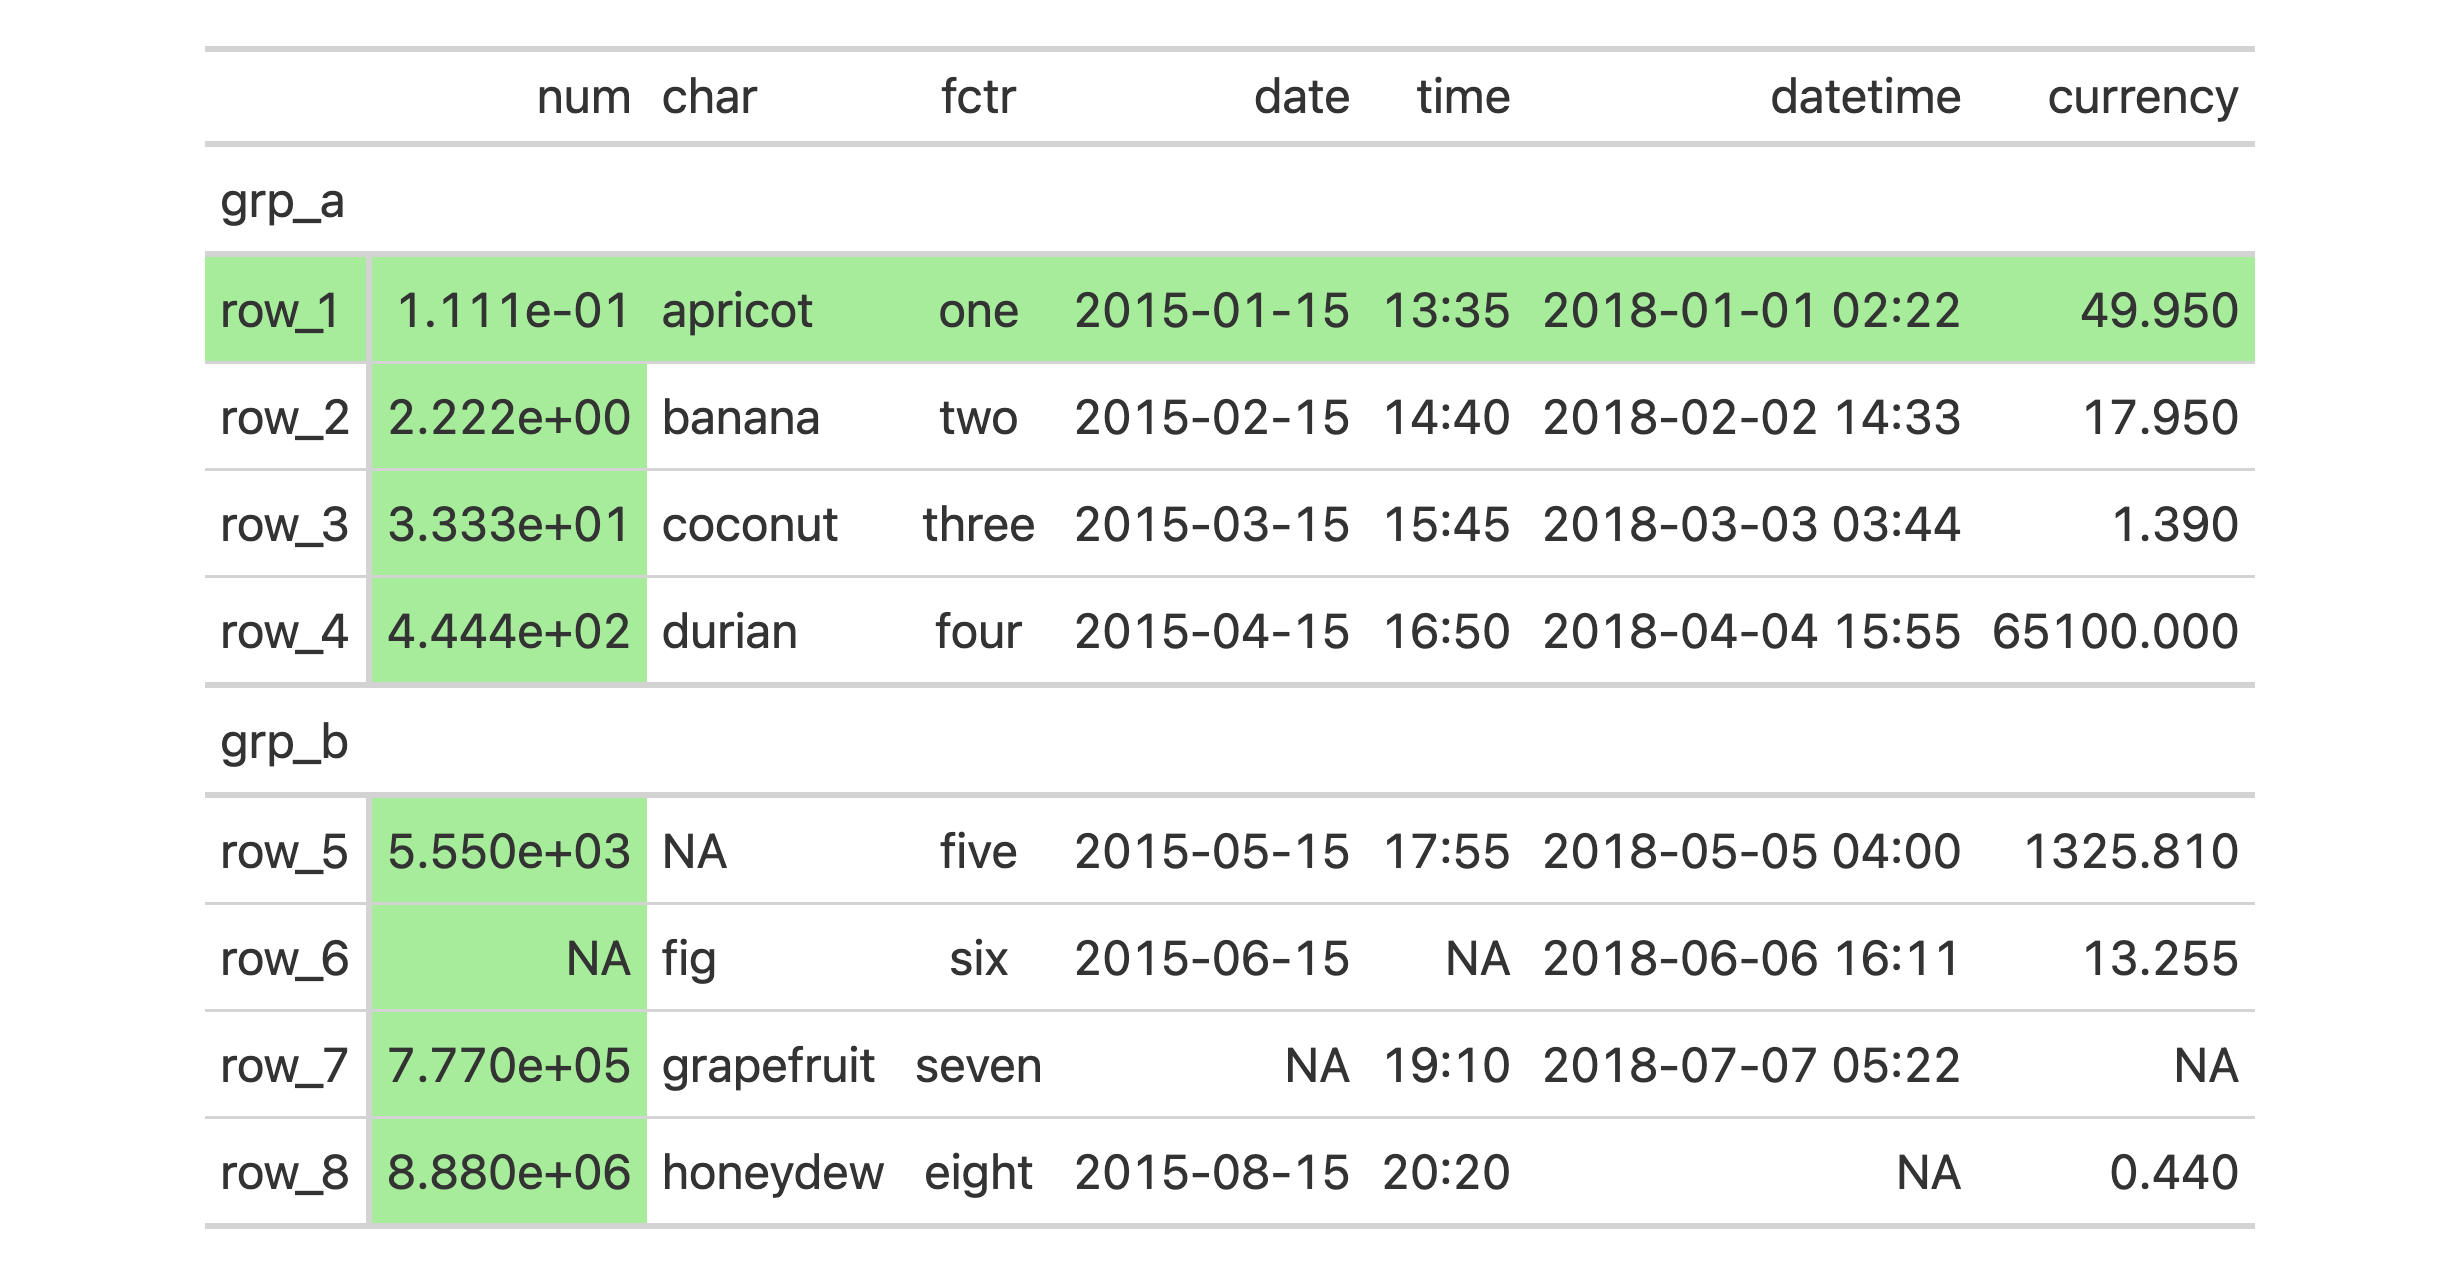 num char fctr date time datetime currency
grp_a
row_1 1.111e-01 apricot one 2015-01-15 13:35 2018-01-01 02:22 49.950
row_2 2.222e+00 banana two 2015-02-15 14:40 2018-02-02 14:33 17.950
row_3 3.333e+01 coconut three 2015-03-15 15:45 2018-03-03 03:44 1.390
row_4 4.444e+02 durian four 2015-04-15 16:50 2018-04-04 15:55 65100.000
grp_b
row_5 5.550e+03 NA five 2015-05-15 17:55 2018-05-05 04:00 1325.810
row_6 NA fig six 2015-06-15 NA 2018-06-06 16:11 13.255
row_7 7.770e+05 grapefruit seven NA 19:10 2018-07-07 05:22 NA
row_8 8.880e+06 honeydew eight 2015-08-15 20:20 NA 0.440